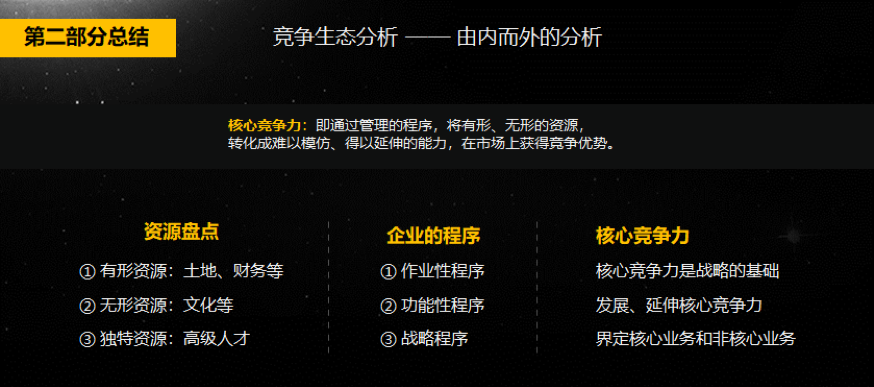 第二部分总结
竞争生态分析 —— 由内而外的分析
核心竞争力：即通过管理的程序，将有形、无形的资源，
转化成难以模仿、得以延伸的能力，在市场上获得竞争优势。
资源盘点
① 有形资源：土地、财务等
② 无形资源：文化等
③ 独特资源：高级人才
企业的程序
① 作业性程序
② 功能性程序
③ 战略程序
核心竞争力
核心竞争力是战略的基础
发展、延伸核心竞争力
界定核心业务和非核心业务